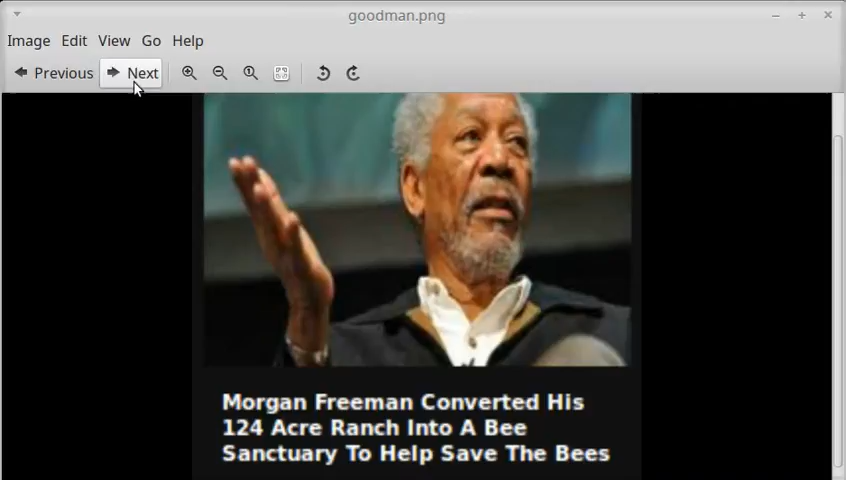 goodman.png
Image Edit View Go Help
Previous Next
Morgan Freeman Converted His
124 Acre Ranch Into A Bee
Sanctuary To Help Save The Bees